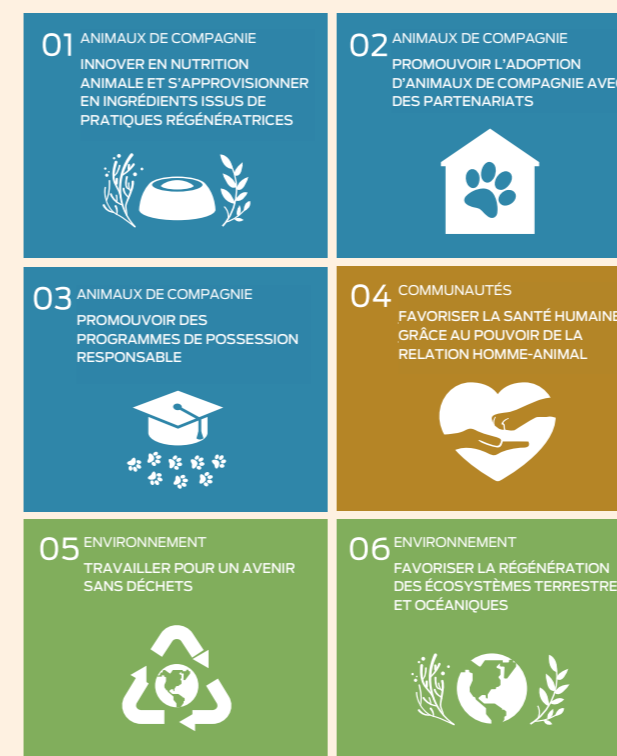 01 ANIMAUX DE COMPAGNIE
INNOVER EN NUTRITION
ANIMALE ET S'APPROVISIONNER
EN INGRÉDIENTS ISSUS DE
PRATIQUES RÉGÉNÉRATRICES
02 ANIMAUX DE COMPAGNIE
PROMOUVOIR L'ADOPTION
D'ANIMAUX DE COMPAGNIE AVEC
DES PARTENARIATS
03 ANIMAUX DE COMPAGNIE
PROMOUVOIR DES
PROGRAMMES DE POSSESSION
RESPONSABLE
04 COMMUNAUTÉS
FAVORISER LA SANTÉ HUMAINE
GRÂCE AU POUVOIR DE LA
RELATION HOMME-ANIMAL
05 ENVIRONNEMENT
TRAVAILLER POUR UN AVENIR
SANS DÉCHETS
06 ENVIRONNEMENT
FAVORISER LA RÉGÉNÉRATION
DES ÉCOSYSTÈMES TERRESTRE
ET OCÉANIQUES